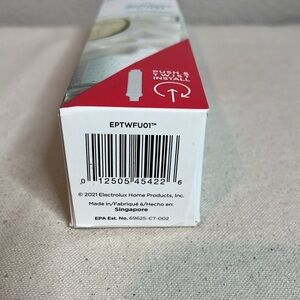 PUSH &
TWIST
INSTALL
EPTWFU01™
0 12505 45422 6
© 2021 Electrolux Home Products, Inc.
Made in/Fabriqué à/Hecho en:
Singapore
EPA Est. No. 69625-CT-002